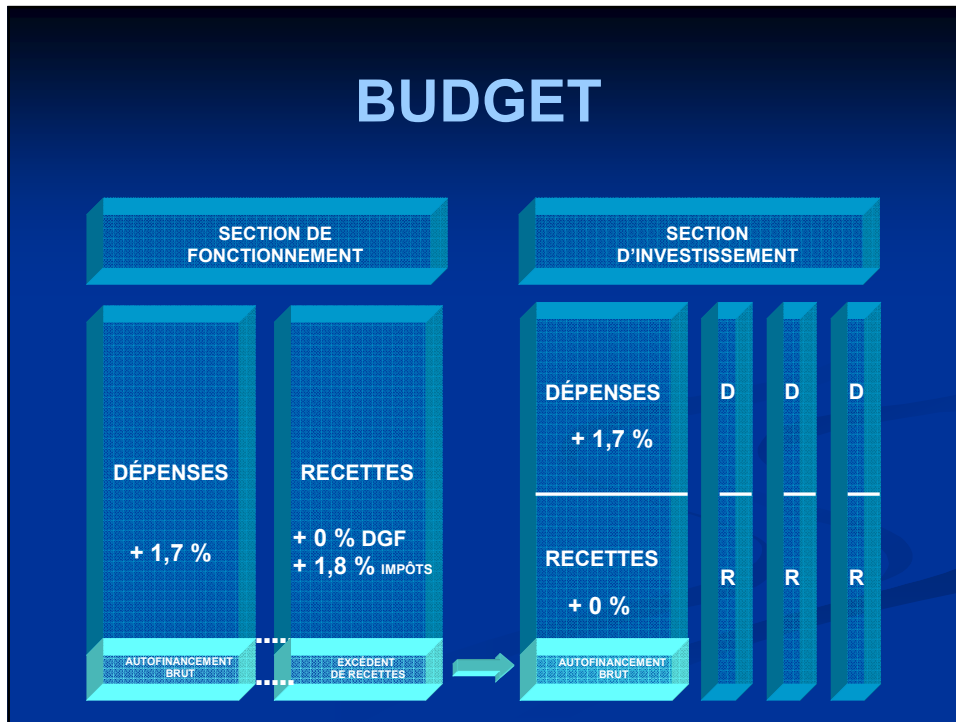 BUDGET
SECTION DE
FONCTIONNEMENT
SECTION
D’INVESTISSEMENT
DÉPENSES
+ 1,7 %
AUTOFINANCEMENT
BRUT
RECETTES
+ 0 % DGF
+ 1,8 % IMPÔTS
EXCÉDENT
DE RECETTES
DÉPENSES
+ 1,7 %
RECETTES
+ 0 %
AUTOFINANCEMENT
BRUT
D
R
D
R
D
R